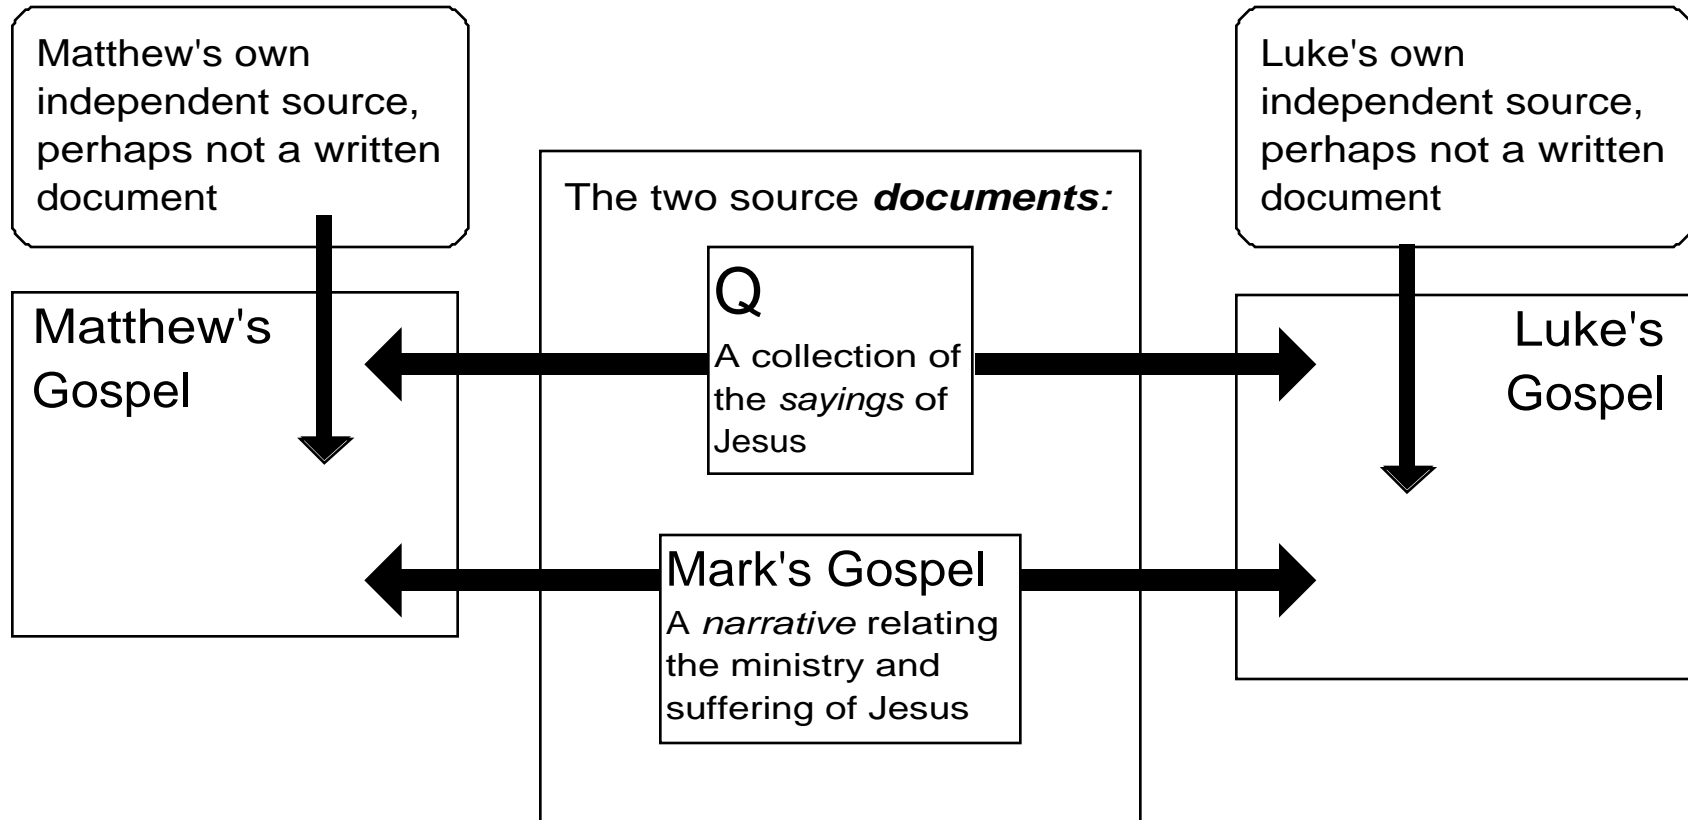 Matthew's own
independent source,
perhaps not a written
document
Luke's own
independent source,
perhaps not a written
document
The two source documents:
Matthew's
Gospel
Q
A collection of
the sayings of
Jesus
Luke's
Gospel
Mark's Gospel
A narrative relating
the ministry and
suffering of Jesus